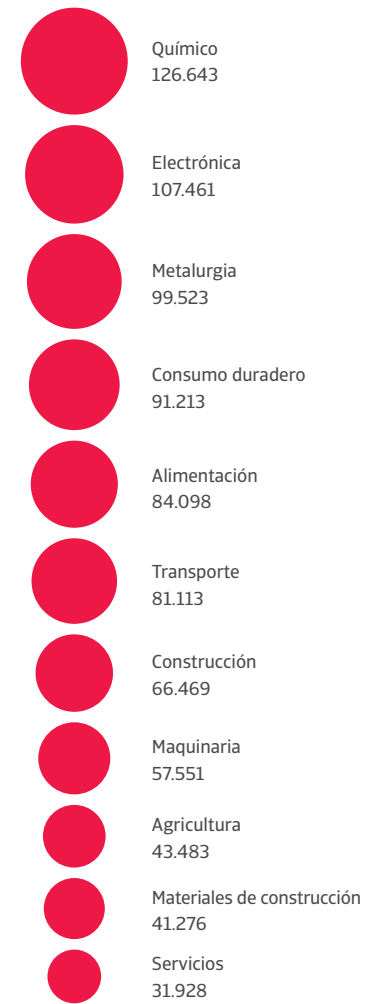 Químico
126.643
Electrónica
107.461
Metalurgia
99.523
Consumo duradero
91.213
Alimentación
84.098
Transporte
81.113
Construcción
66.469
Maquinaria
57.551
Agricultura
43.483
Materiales de construcción
41.276
Servicios
31.928